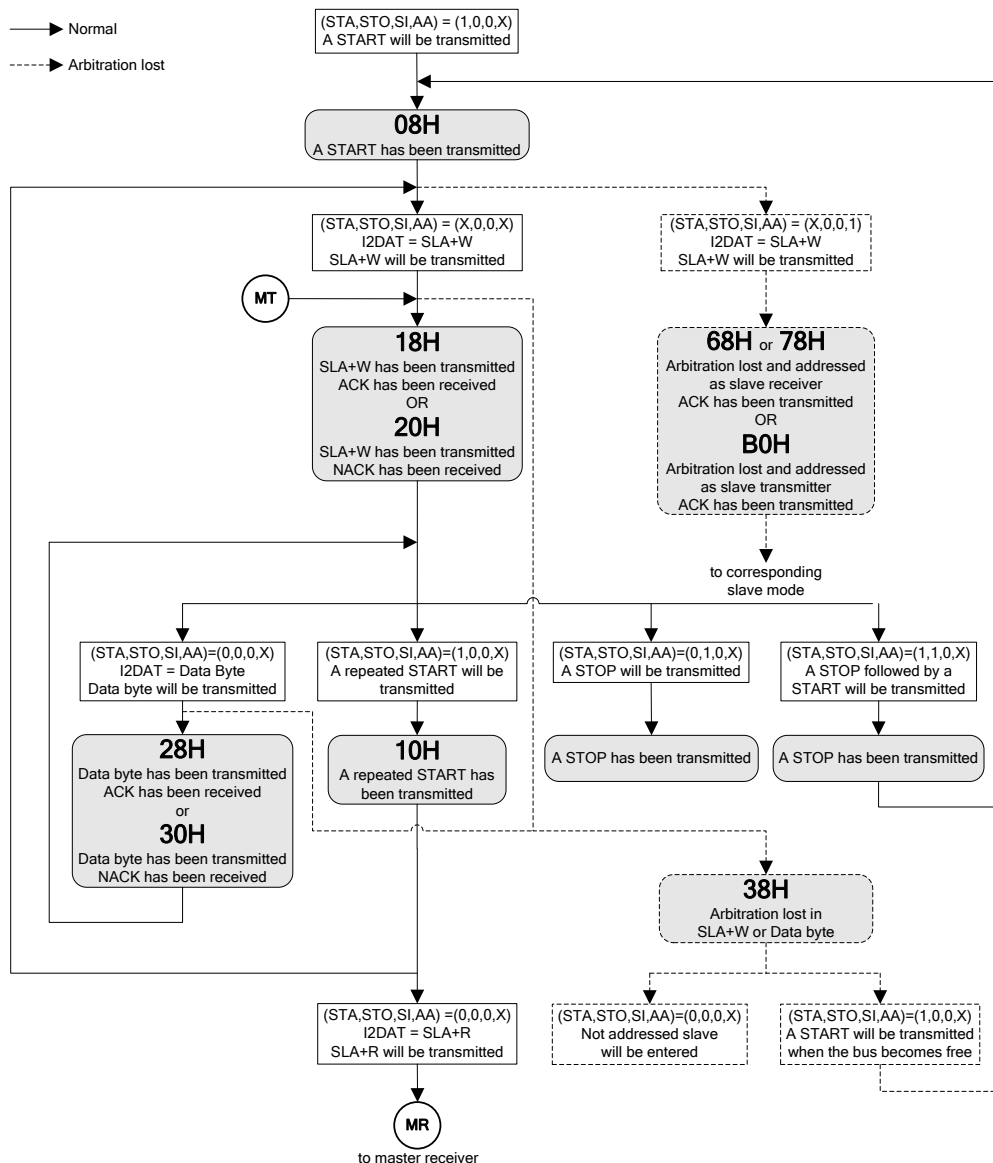 Normal
Arbitration lost
(STA,STO,SI,AA) = (1,0,0,X)
A START will be transmitted
08H
A START has been transmitted
(STA,STO,SI,AA) = (X,0,0,X)
I2DAT = SLA+W
SLA+W will be transmitted
(STA,STO,SI,AA) = (X,0,0,1)
I2DAT = SLA+W
SLA+W will be transmitted
MT
18H
SLA+W has been transmitted
ACK has been received
OR
20H
SLA+W has been transmitted
NACK has been received
68H or 78H
Arbitration lost and addressed
as slave receiver
ACK has been transmitted
OR
B0H
Arbitration lost and addressed
as slave transmitter
ACK has been transmitted
to corresponding
slave mode
(STA,STO,SI,AA)=(0,0,0,X)
I2DAT = Data Byte
Data byte will be transmitted
(STA,STO,SI,AA)=(1,0,0,X)
A repeated START will be
transmitted
(STA,STO,SI,AA)=(0,1,0,X)
A STOP will be transmitted
(STA,STO,SI,AA)=(1,1,0,X)
A STOP followed by a
START will be transmitted
28H
Data byte has been transmitted
ACK has been received
or
30H
Data byte has been transmitted
NACK has been received
10H
A repeated START has
been transmitted
A STOP has been transmitted
A STOP has been transmitted
38H
Arbitration lost in
SLA+W or Data byte
(STA,STO,SI,AA) =(0,0,0,X)
I2DAT = SLA+R
SLA+R will be transmitted
(STA,STO,SI,AA)=(0,0,0,X)
Not addressed slave
will be entered
(STA,STO,SI,AA)=(1,0,0,X)
A START will be transmitted
when the bus becomes free
MR
to master receiver